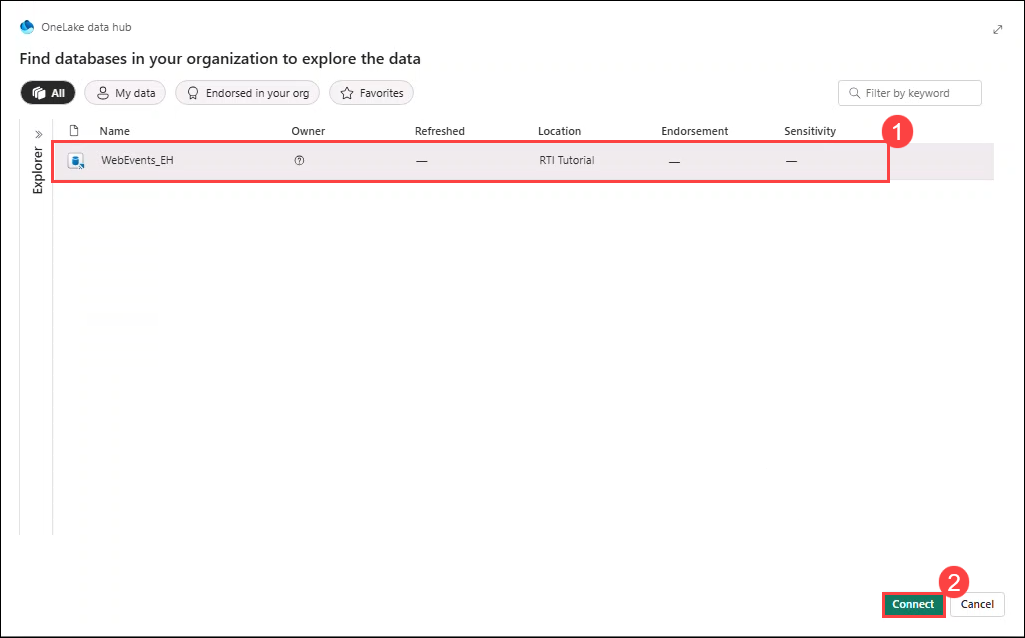 OneLake data hub
Find databases in your organization to explore the data
All My data Endorsed in your org Favorites Filter by keyword
Name Owner Refreshed Location Endorsement Sensitivity 1
WebEvents_EH ? — RTI Tutorial — —
Explorer
2
Connect Cancel